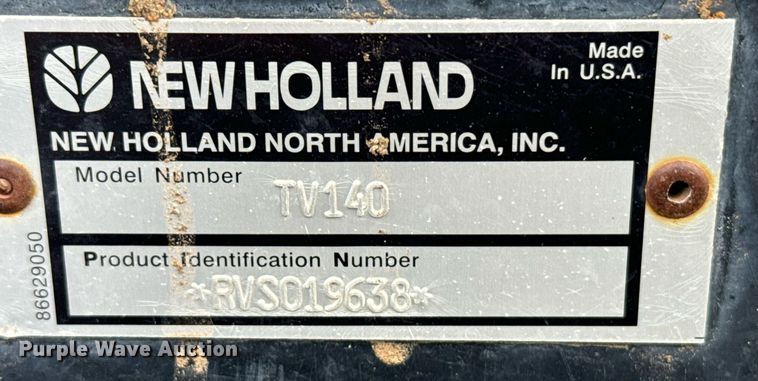 NEW HOLLAND
Made
In U.S.A.
NEW HOLLAND NORTH AMERICA, INC.
Model Number
TV140
Product Identification Number
*RVS019638*
86629050
Purple Wave Auction